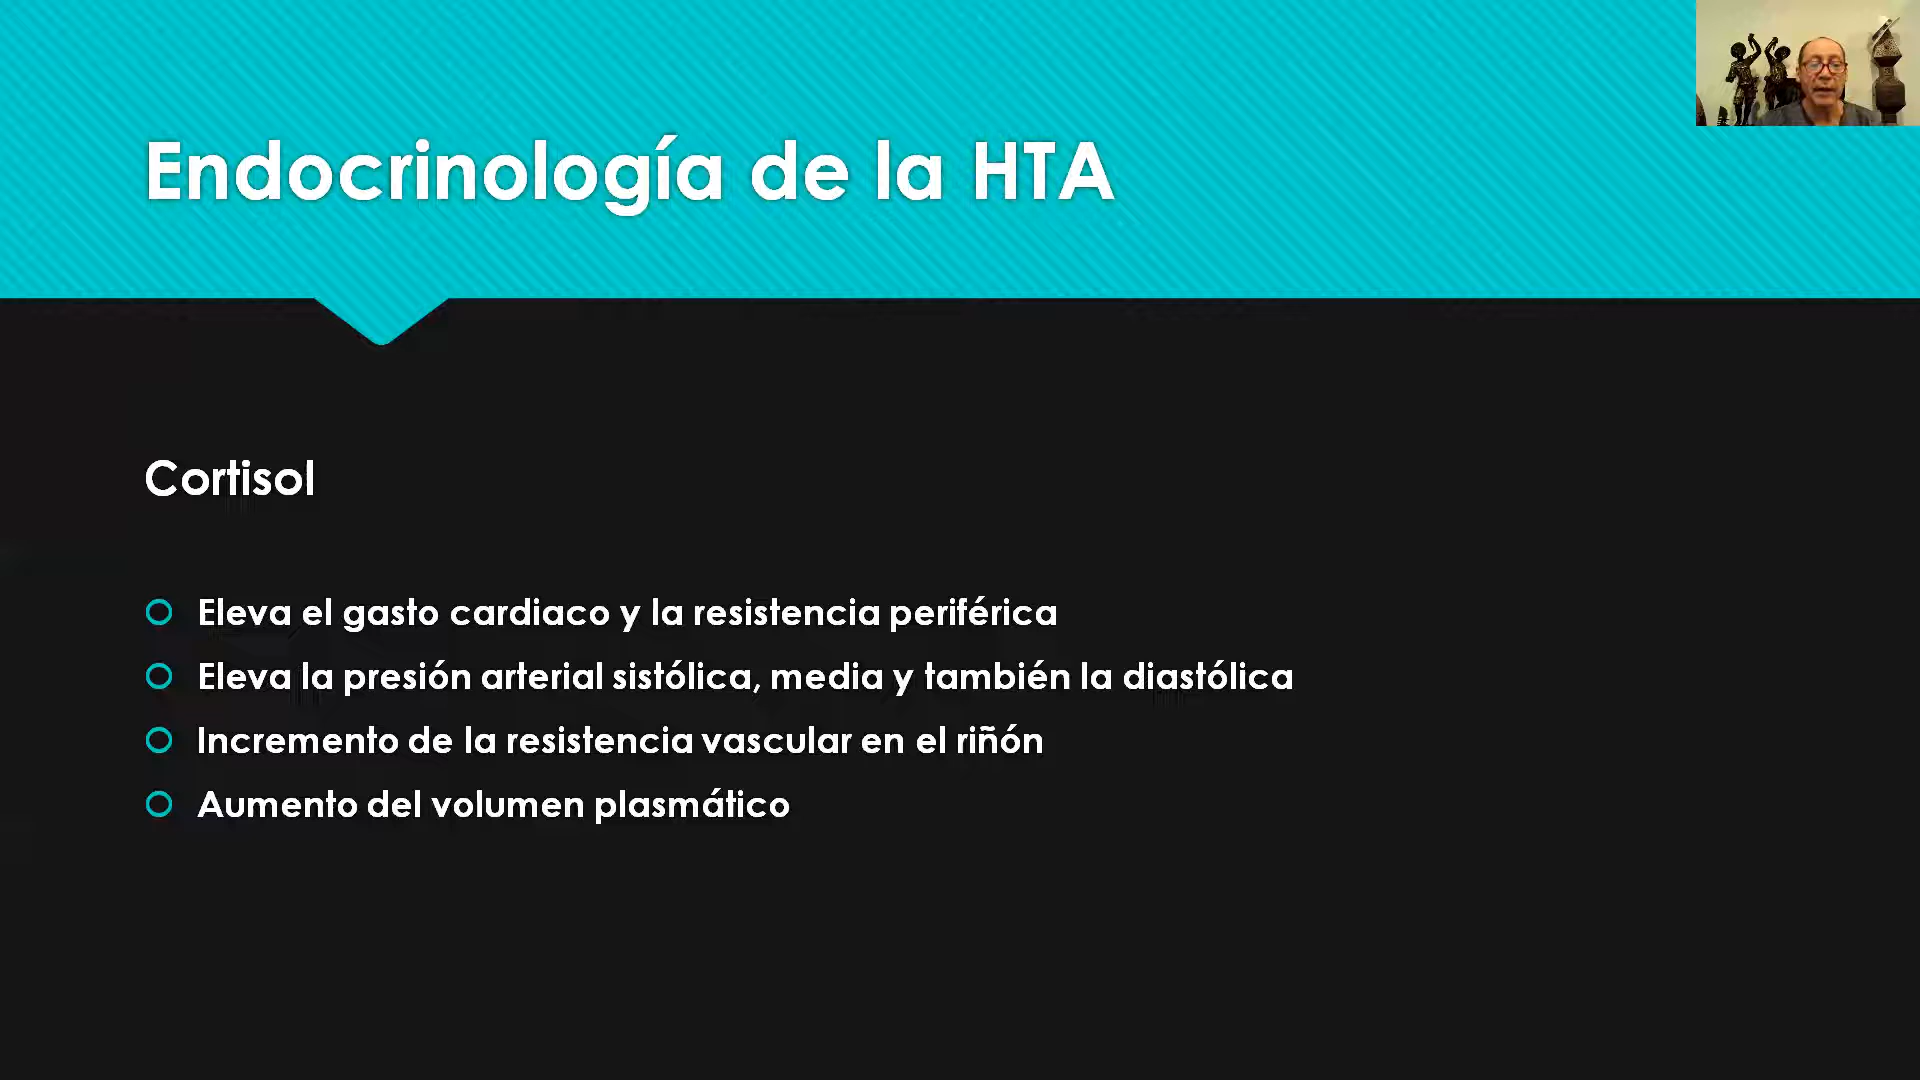 Endocrinología de la HTA
Cortisol
Eleva el gasto cardiaco y la resistencia periférica
Eleva la presión arterial sistólica, media y también la diastólica
Incremento de la resistencia vascular en el riñón
Aumento del volumen plasmático